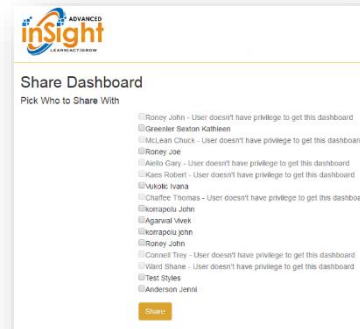 ADVANCED
inSight
LEARN|ACT|GROW
Share Dashboard
Pick Who to Share With
Roney John - User doesn't have privilege to get this dashboard
Greenler Sexton Kathleen
McLean Chuck - User doesn't have privilege to get this dashboard
Roney Joe
Aiello Gary - User doesn't have privilege to get this dashboard
Kaes Robert - User doesn't have privilege to get this dashboard
Vukotic Ivana
Chaffee Thomas - User doesn't have privilege to get this dashboa
korrapolu John
Agarwal Vivek
korrapolu john
Roney John
Connell Trey - User doesn't have privilege to get this dashboard
Ward Shane - User doesn't have privilege to get this dashboard
Test Styles
Anderson Jenni
Share